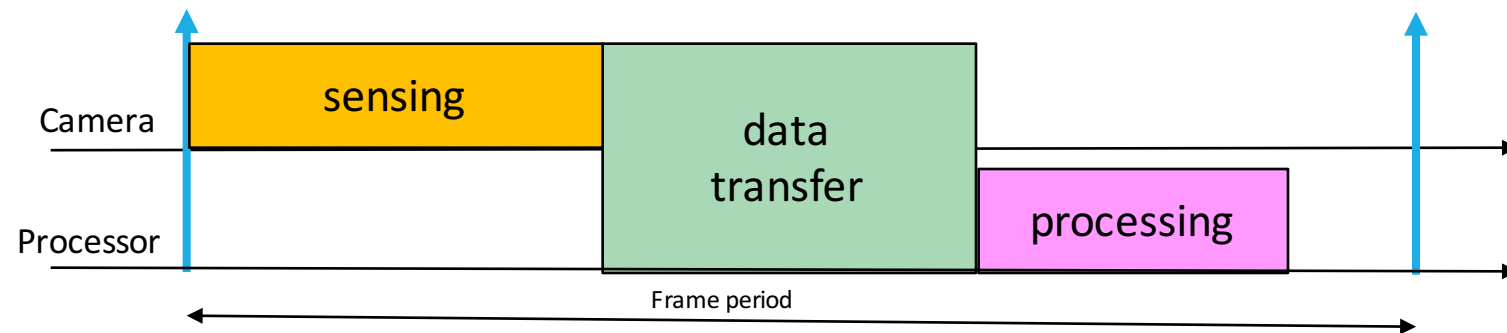 sensing
Camera
data
transfer
processing
Processor
Frame period